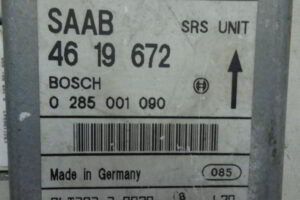 SAAB SRS UNIT
46 19 672
BOSCH
0 285 001 090
Made in Germany 085